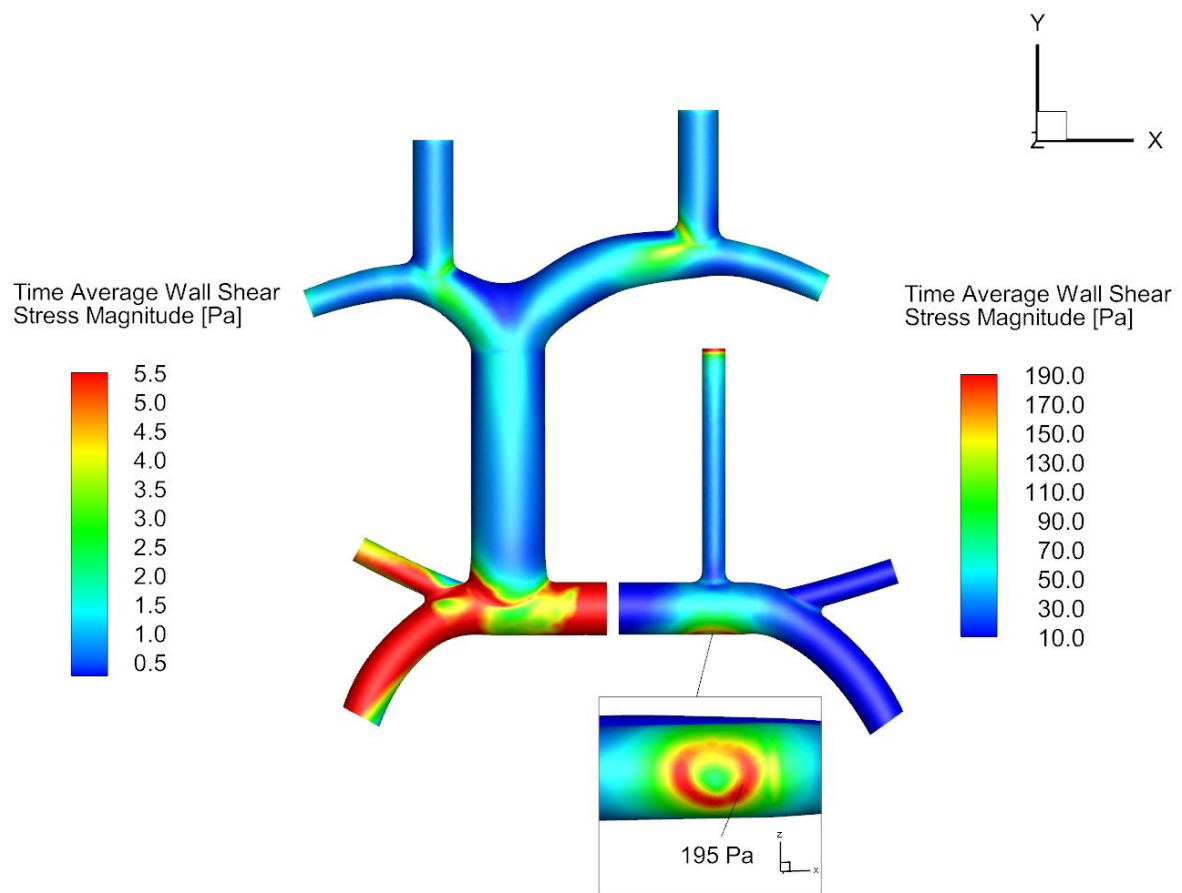 Y
Z
X
Time Average Wall Shear
Stress Magnitude [Pa]
5.5
5.0
4.5
4.0
3.5
3.0
2.5
2.0
1.5
1.0
0.5
Time Average Wall Shear
Stress Magnitude [Pa]
190.0
170.0
150.0
130.0
110.0
90.0
70.0
50.0
30.0
10.0
195 Pa
z
x